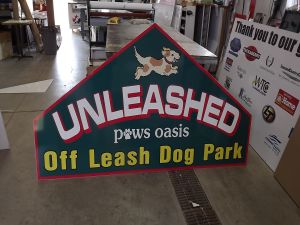 UNLEASHED
paws oasis
Off Leash Dog Park
Thank you to our